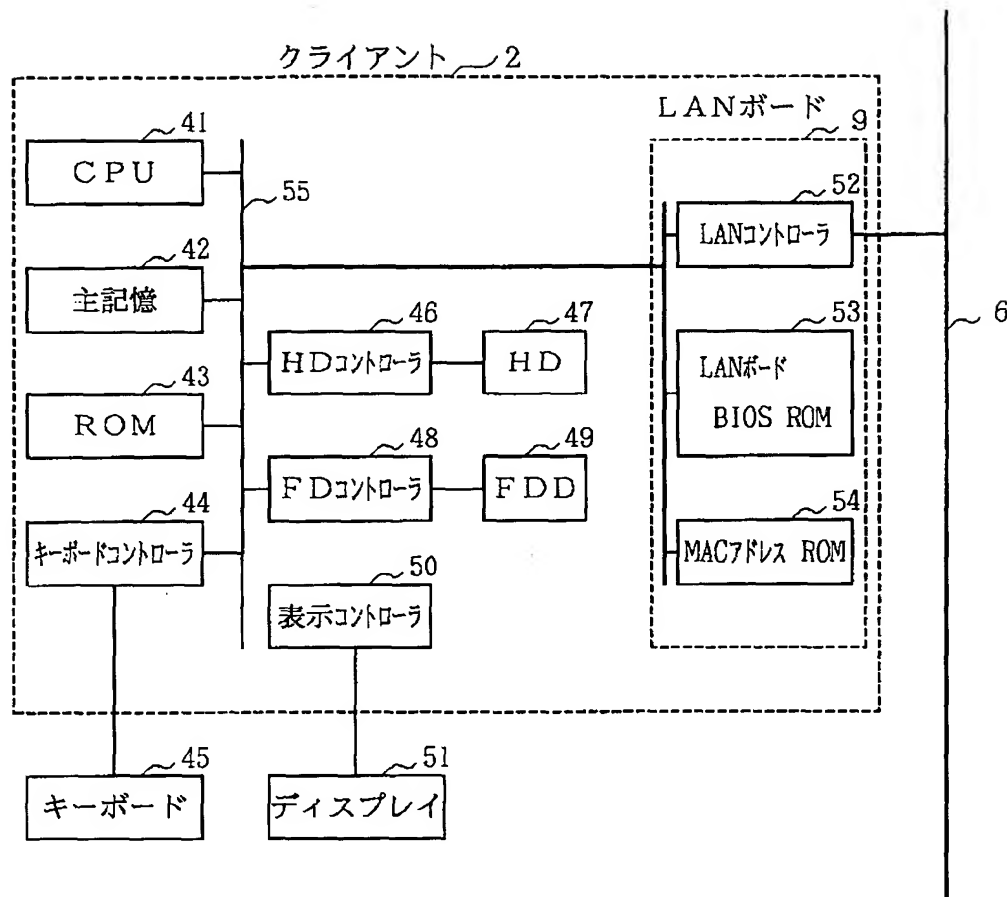 クライアント 2
LANボード
9
41
CPU
55
52
LANコントローラ
42
主記憶
46
HDコントローラ
47
HD
53
LANボード
BIOS ROM
6
43
ROM
48
FDコントローラ
49
FDD
44
キーボードコントローラ
54
MACアドレス ROM
50
表示コントローラ
45
キーボード
51
ディスプレイ